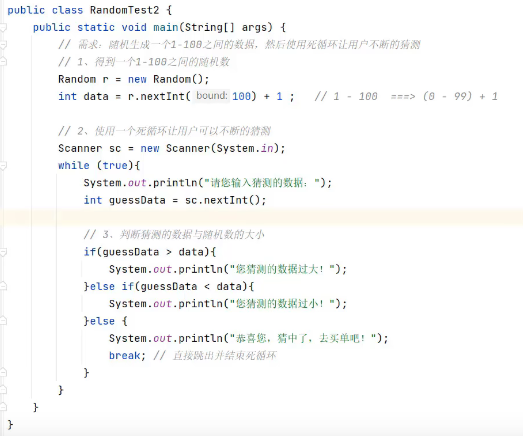 public class RandomTest2 {
    public static void main(String[] args) {
        // 需求：随机生成一个1-100之间的数据，然后使用死循环让用户不断的猜测
        // 1、得到一个1-100之间的随机数
        Random r = new Random();
        int data = r.nextInt( bound: 100) + 1 ;   // 1 - 100  ===> (0 - 99) + 1
        // 2、使用一个死循环让用户可以不断的猜测
        Scanner sc = new Scanner(System.in);
        while (true){
            System.out.println("请您输入猜测的数据：");
            int guessData = sc.nextInt();
            // 3、判断猜测的数据与随机数的大小
            if(guessData > data){
                System.out.println("您猜测的数据过大！");
            }else if(guessData < data){
                System.out.println("您猜测的数据过小！");
            }else {
                System.out.println("恭喜您，猜中了，去买单吧！");
                break; // 直接跳出并结束死循环
            }
        }
    }
}